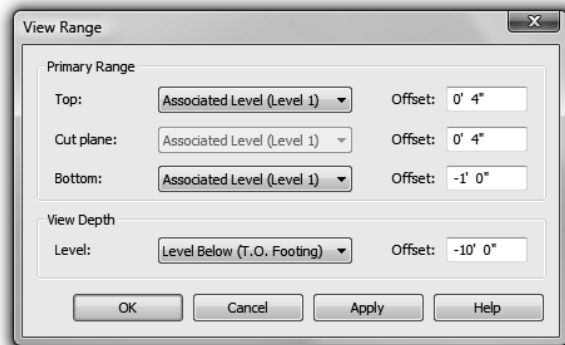 View Range
Primary Range
Top: Associated Level (Level 1) Offset: 0' 4"
Cut plane: Associated Level (Level 1) Offset: 0' 4"
Bottom: Associated Level (Level 1) Offset: -1' 0"
View Depth
Level: Level Below (T.O. Footing) Offset: -10' 0"
OK Cancel Apply Help